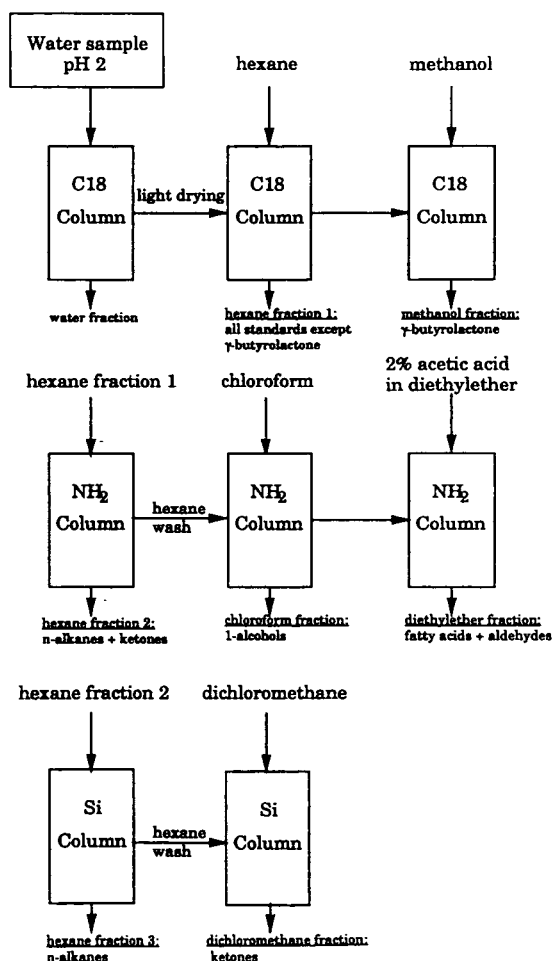 Water sample
pH 2
hexane
methanol
C18
Column
light drying
C18
Column
C18
Column
water fraction
hexane fraction 1:
all standards except
γ-butyrolactone
methanol fraction:
γ-butyrolactone
hexane fraction 1
chloroform
2% acetic acid
in diethylether
NH₂
Column
hexane
wash
NH₂
Column
NH₂
Column
hexane fraction 2:
n-alkanes + ketones
chloroform fraction:
1-alcohols
diethylether fraction:
fatty acids + aldehydes
hexane fraction 2
dichloromethane
Si
Column
hexane
wash
Si
Column
hexane fraction 3:
n-alkanes
dichloromethane fraction:
ketones